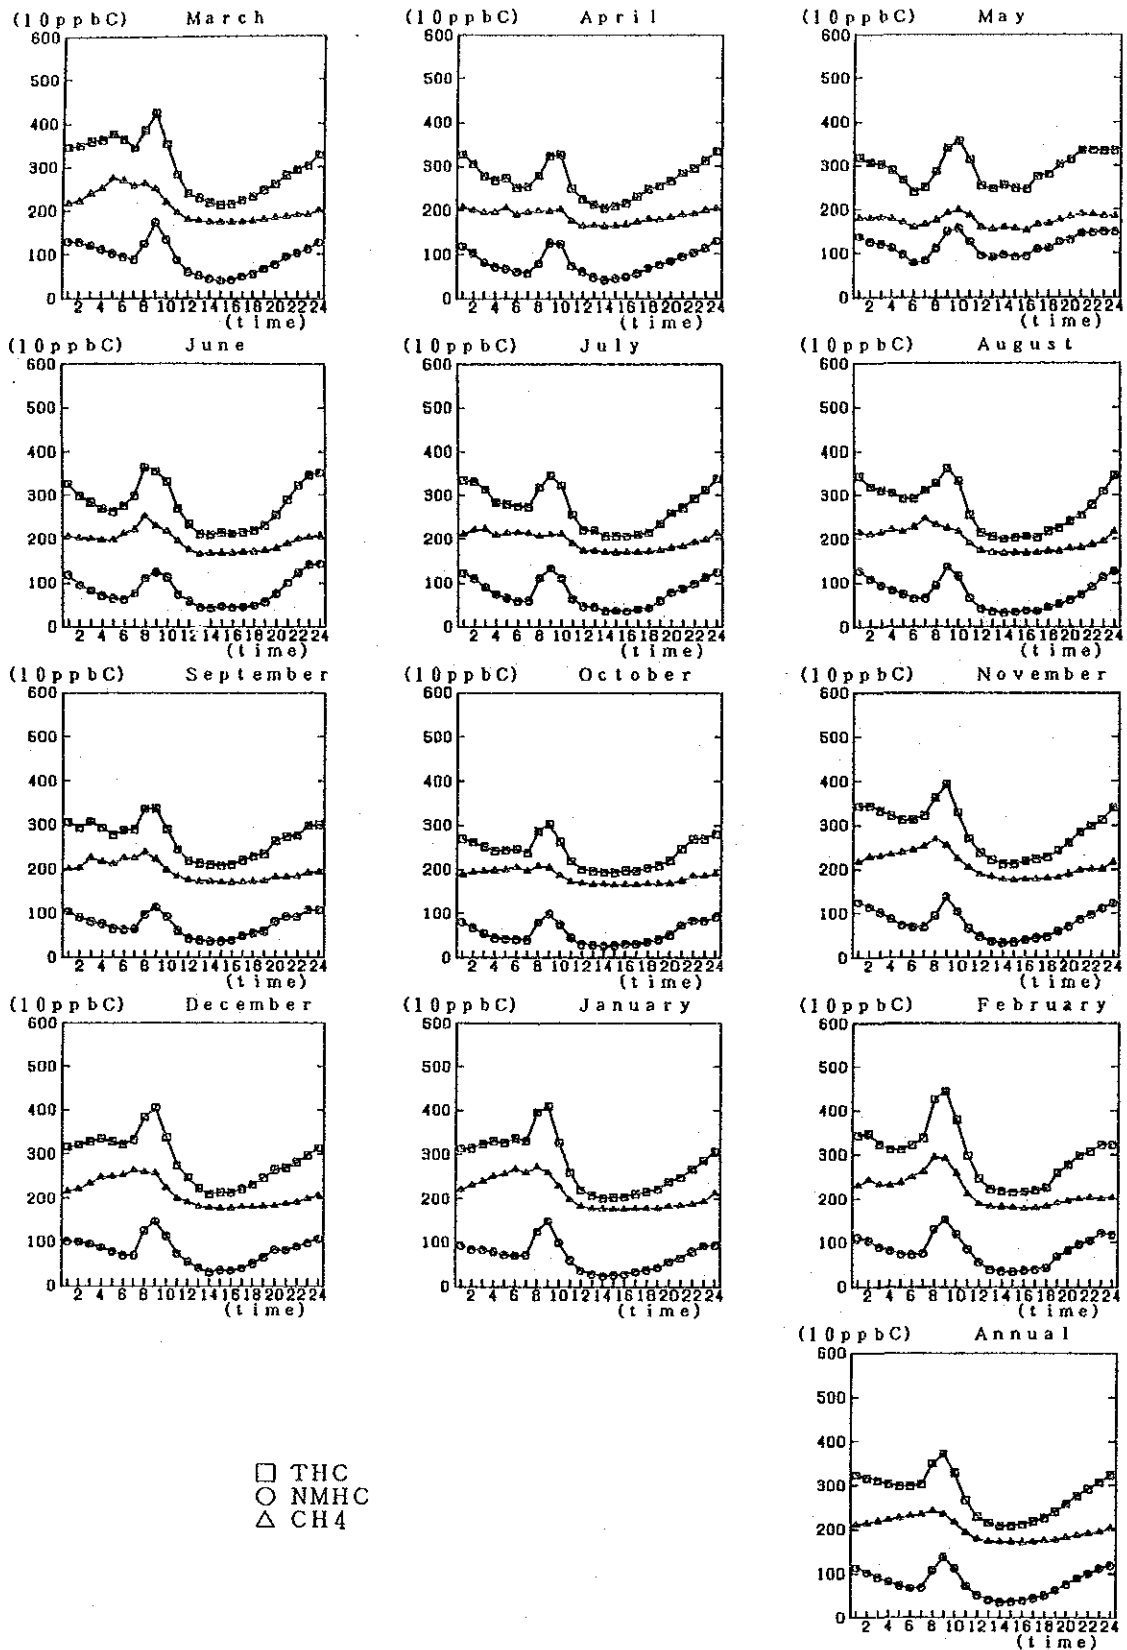 (10ppbC) March
600
500
400
300
200
100
0
2 4 6 8 10 12 14 16 18 20 22 24
(time)
(10ppbC) April
600
500
400
300
200
100
0
2 4 6 8 10 12 14 16 18 20 22 24
(time)
(10ppbC) May
600
500
400
300
200
100
0
2 4 6 8 10 12 14 16 18 20 22 24
(time)
(10ppbC) June
600
500
400
300
200
100
0
2 4 6 8 10 12 14 16 18 20 22 24
(time)
(10ppbC) July
600
500
400
300
200
100
0
2 4 6 8 10 12 14 16 18 20 22 24
(time)
(10ppbC) August
600
500
400
300
200
100
0
2 4 6 8 10 12 14 16 18 20 22 24
(time)
(10ppbC) September
600
500
400
300
200
100
0
2 4 6 8 10 12 14 16 18 20 22 24
(time)
(10ppbC) October
600
500
400
300
200
100
0
2 4 6 8 10 12 14 16 18 20 22 24
(time)
(10ppbC) November
600
500
400
300
200
100
0
2 4 6 8 10 12 14 16 18 20 22 24
(time)
(10ppbC) December
600
500
400
300
200
100
0
2 4 6 8 10 12 14 16 18 20 22 24
(time)
(10ppbC) January
600
500
400
300
200
100
0
2 4 6 8 10 12 14 16 18 20 22 24
(time)
(10ppbC) February
600
500
400
300
200
100
0
2 4 6 8 10 12 14 16 18 20 22 24
(time)
(10ppbC) Annual
600
500
400
300
200
100
0
2 4 6 8 10 12 14 16 18 20 22 24
(time)
THC
NMHC
CH4